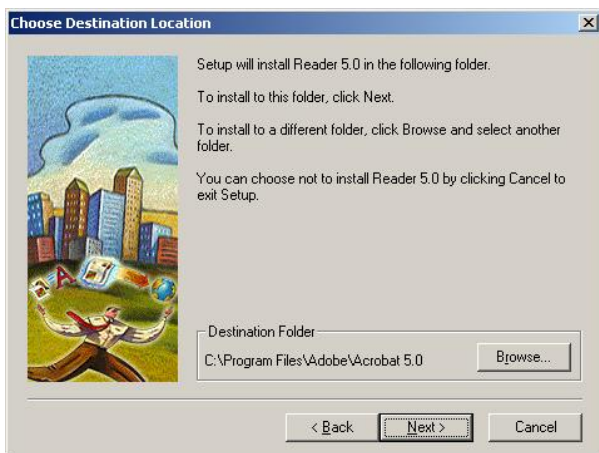 Choose Destination Location
Setup will install Reader 5.0 in the following folder.
To install to this folder, click Next.
To install to a different folder, click Browse and select another
folder.
You can choose not to install Reader 5.0 by clicking Cancel to
exit Setup.
A
Destination Folder
C:\Program Files\Adobe\Acrobat 5.0
Browse...
< Back
Next >
Cancel